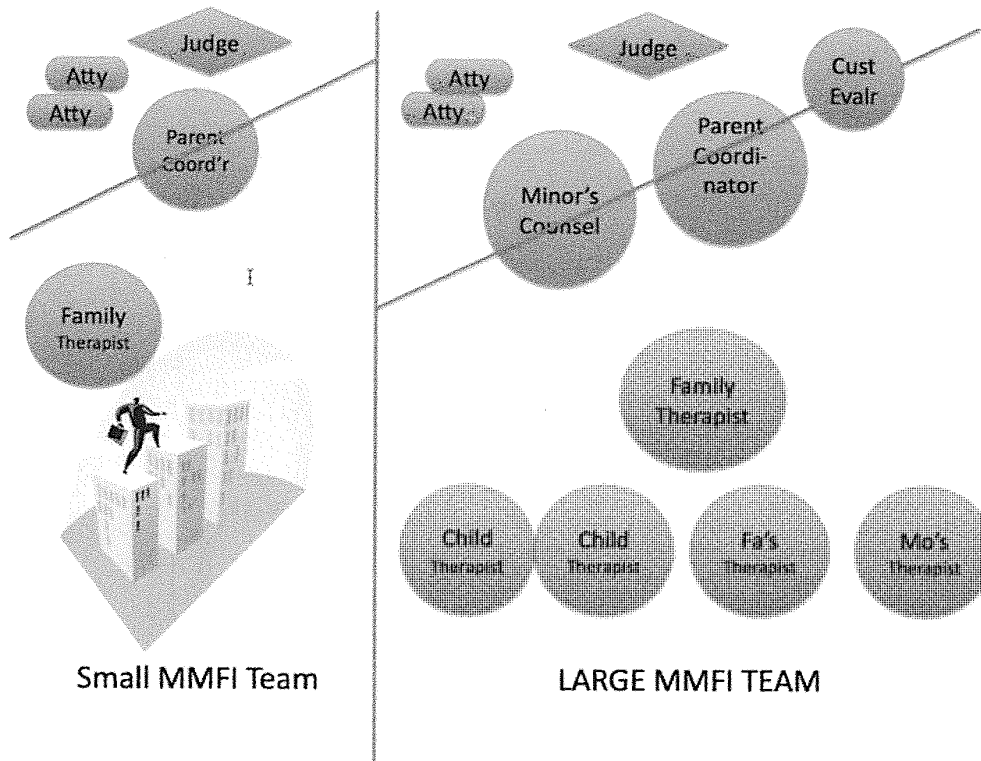 Judge
Atty
Atty
Parent
Coord'r
Family
Therapist
Small MMFI Team
Judge
Atty
Atty
Cust
Evalr
Parent
Coordi-
nator
Minor's
Counsel
Family
Therapist
Child
Therapist
Child
Therapist
Fa's
Therapist
Mo's
Therapist
LARGE MMFI TEAM